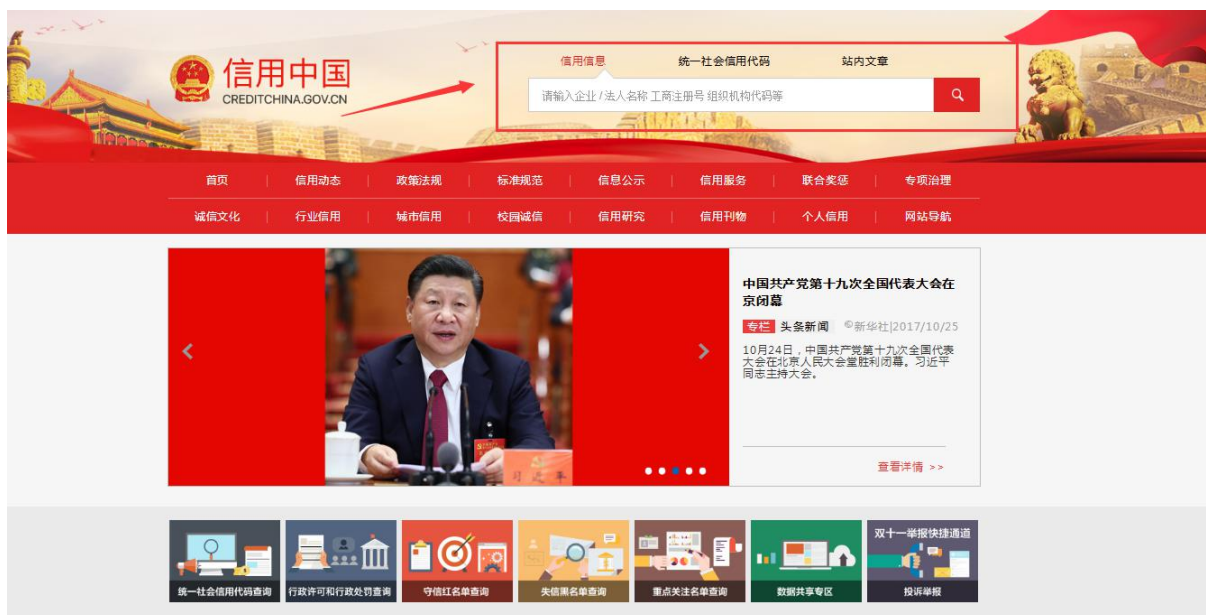 信用中国
CREDITCHINA.GOV.CN
信用信息 统一社会信用代码 站内文章
请输入企业/法人名称 工商注册号 组织机构代码等
首页 | 信用动态 | 政策法规 | 标准规范 | 信息公示 | 信用服务 | 联合奖惩 | 专项治理
诚信文化 | 行业信用 | 城市信用 | 校园诚信 | 信用研究 | 信用刊物 | 个人信用 | 网站导航
中国共产党第十九次全国代表大会在
京闭幕
专栏 头条新闻 ©新华社|2017/10/25
10月24日，中国共产党第十九次全国代表
大会在北京人民大会堂胜利闭幕。习近平
同志主持大会。
习近平
查看详情 >>
双十一举报快捷通道
统一社会信用代码查询 行政许可和行政处罚查询 守信红名单查询 失信黑名单查询 重点关注名单查询 数据共享专区 投诉举报